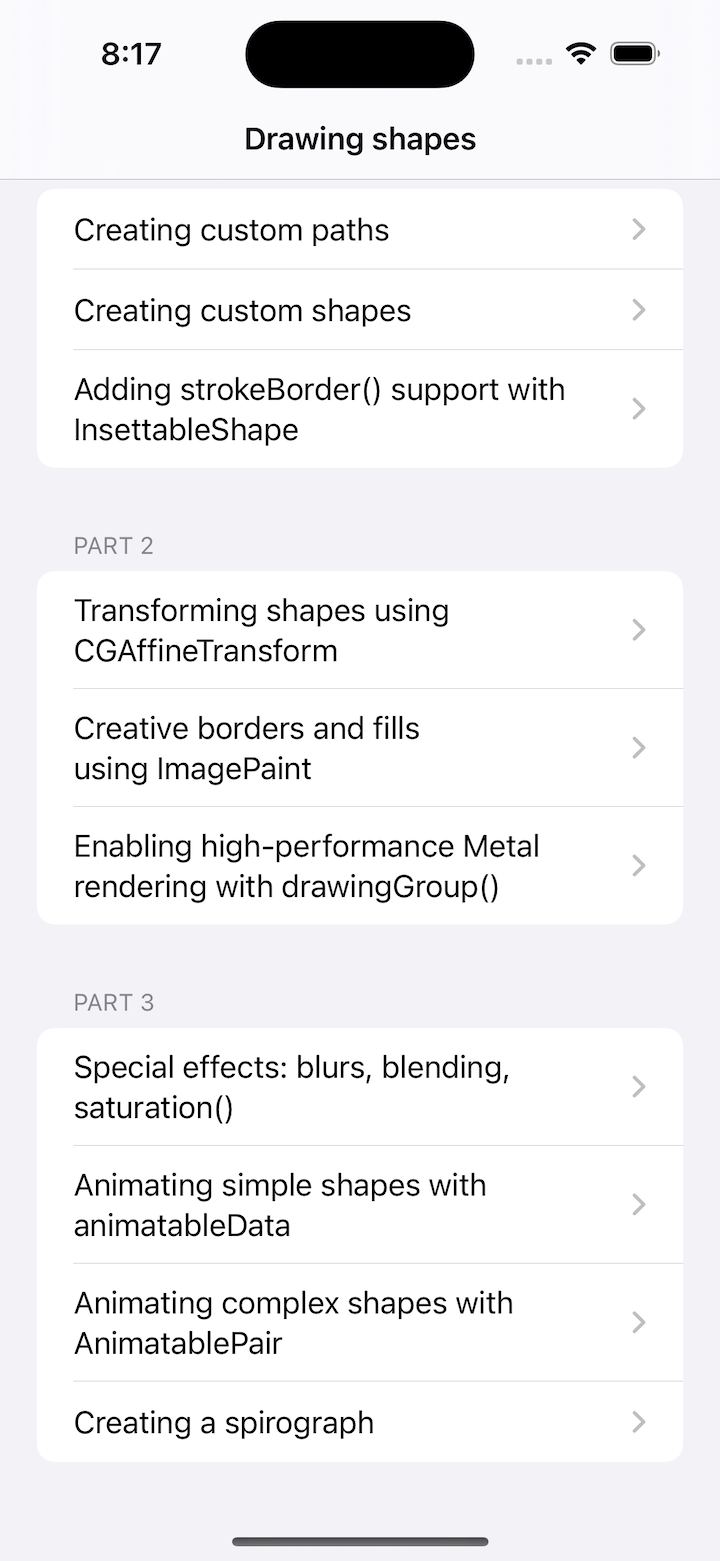 8:17
Drawing shapes
Creating custom paths
Creating custom shapes
Adding strokeBorder() support with
InsettableShape
PART 2
Transforming shapes using
CGAffineTransform
Creative borders and fills
using ImagePaint
Enabling high-performance Metal
rendering with drawingGroup()
PART 3
Special effects: blurs, blending,
saturation()
Animating simple shapes with
animatableData
Animating complex shapes with
AnimatablePair
Creating a spirograph